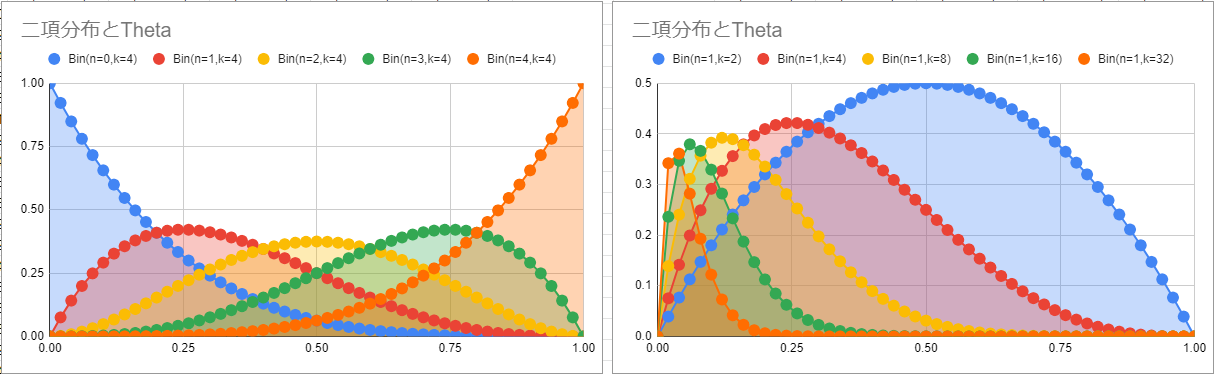 二項分布とTheta
Bin(n=0,k=4) Bin(n=1,k=4) Bin(n=2,k=4) Bin(n=3,k=4) Bin(n=4,k=4)
1.00
0.75
0.50
0.25
0.00
0.00 0.25 0.50 0.75 1.00
二項分布とTheta
Bin(n=1,k=2) Bin(n=1,k=4) Bin(n=1,k=8) Bin(n=1,k=16) Bin(n=1,k=32)
0.5
0.4
0.3
0.2
0.1
0.0
0.00 0.25 0.50 0.75 1.00